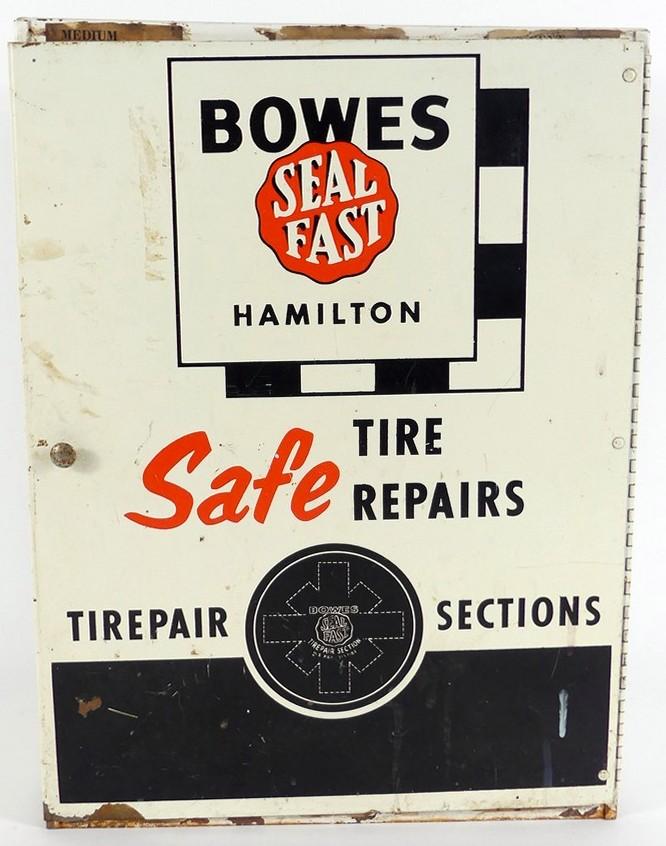 MEDIUM
BOWES
SEAL
FAST
HAMILTON
Safe TIRE
REPAIRS
TIREPAIR SECTIONS
BOWES
SEAL
FAST
TIREPAIR SECTION